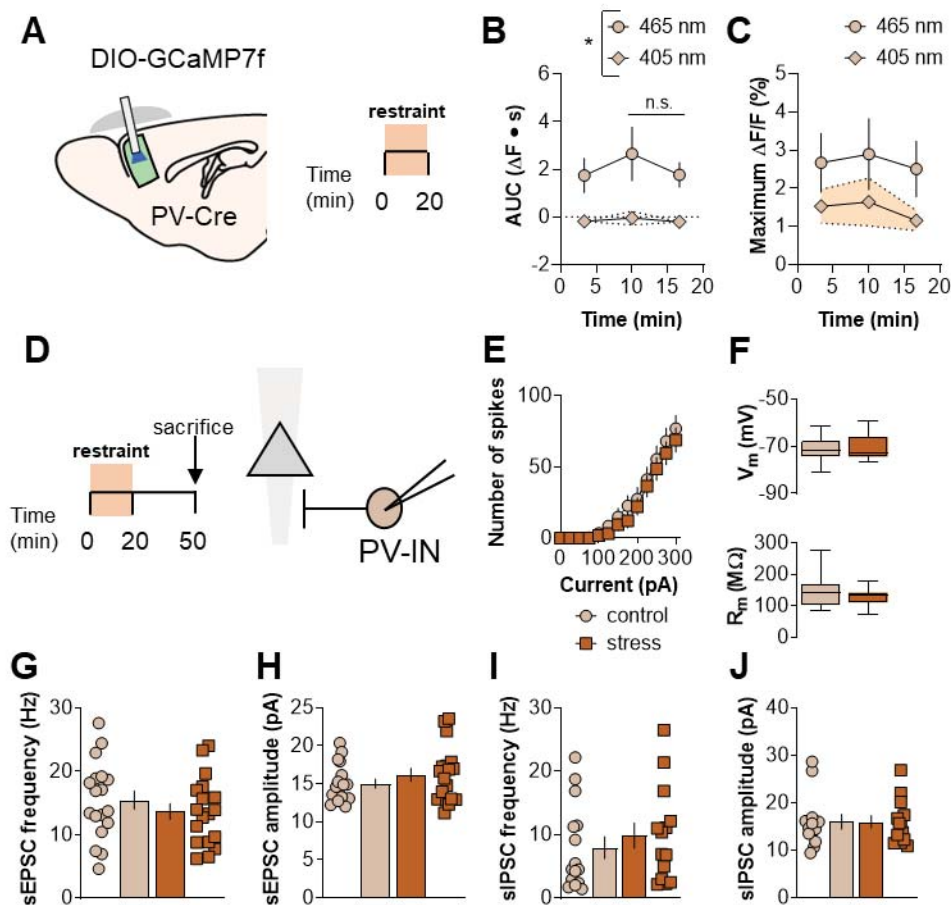 A
DIO-GCaMP7f
PV-Cre
restraint
Time
(min)
0 20
B
* 465 nm
405 nm
n.s.
AUC (ΔF • s)
6
4
2
0
-2
0 5 10 15 20
Time (min)
C
465 nm
405 nm
Maximum ΔF/F (%)
5
4
3
2
1
0
0 5 10 15 20
Time (min)
D
restraint
sacrifice
Time
(min)
0 20 50
PV-IN
E
Number of spikes
100
50
0
0 100 200 300
Current (pA)
control
stress
F
Vm (mV)
-50
-70
-90
Rm (MΩ)
300
200
100
0
G
sEPSC frequency (Hz)
30
20
10
0
H
sEPSC amplitude (pA)
25
20
15
10
5
0
I
sIPSC frequency (Hz)
30
20
10
0
J
sIPSC amplitude (pA)
40
30
20
10
0